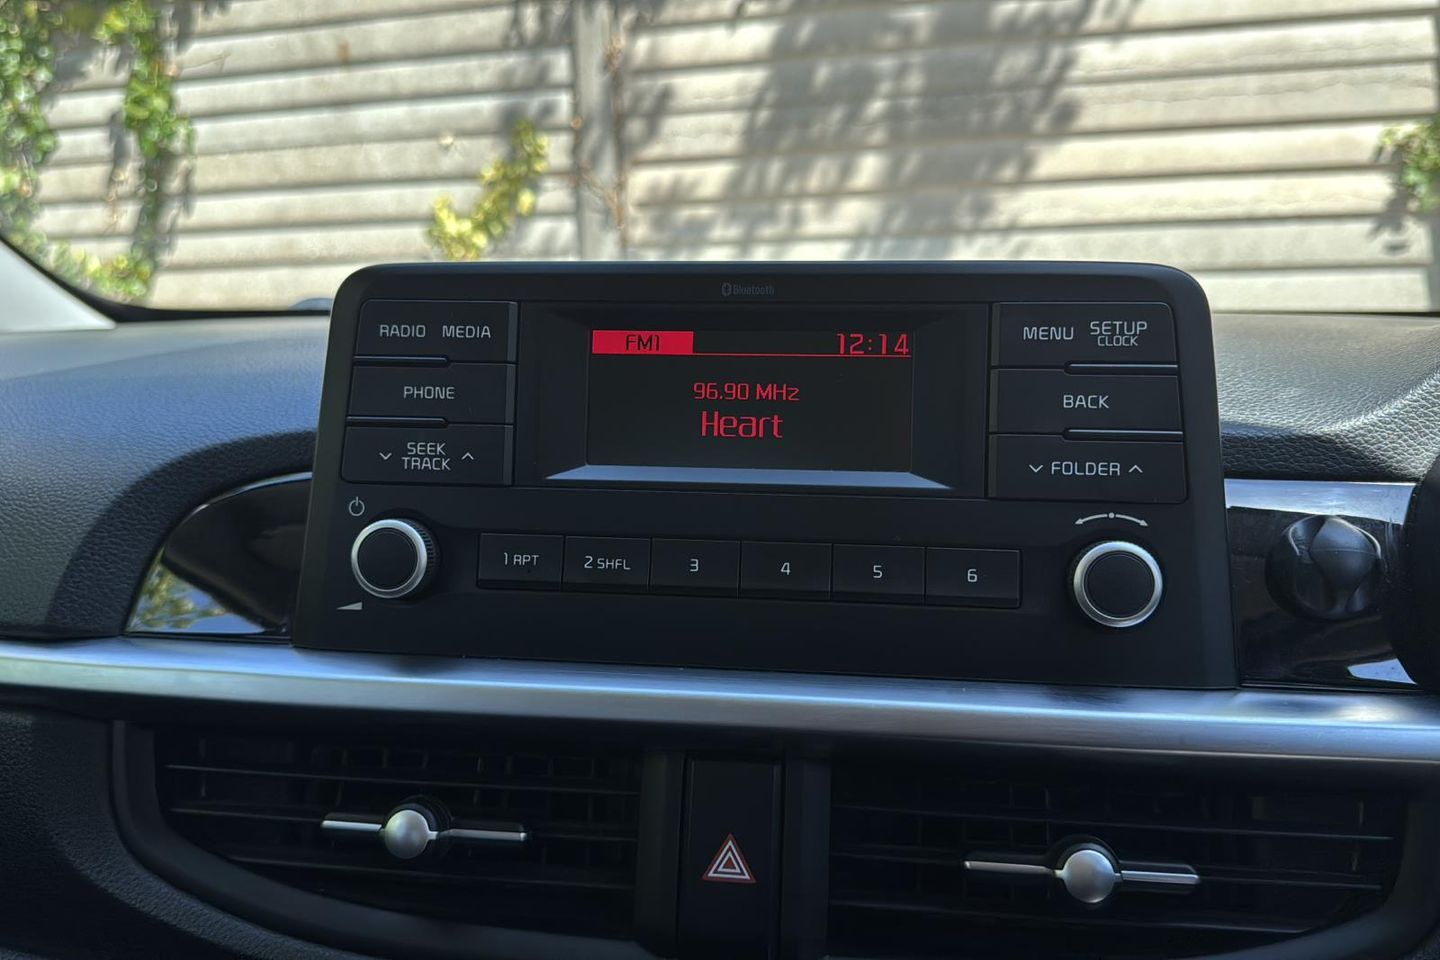 Bluetooth
RADIO MEDIA
FM1 12:14
MENU SETUP
CLOCK
PHONE
96.90 MHz
BACK
SEEK
TRACK
Heart
FOLDER
1 RPT 2 SHFL 3 4 5 6